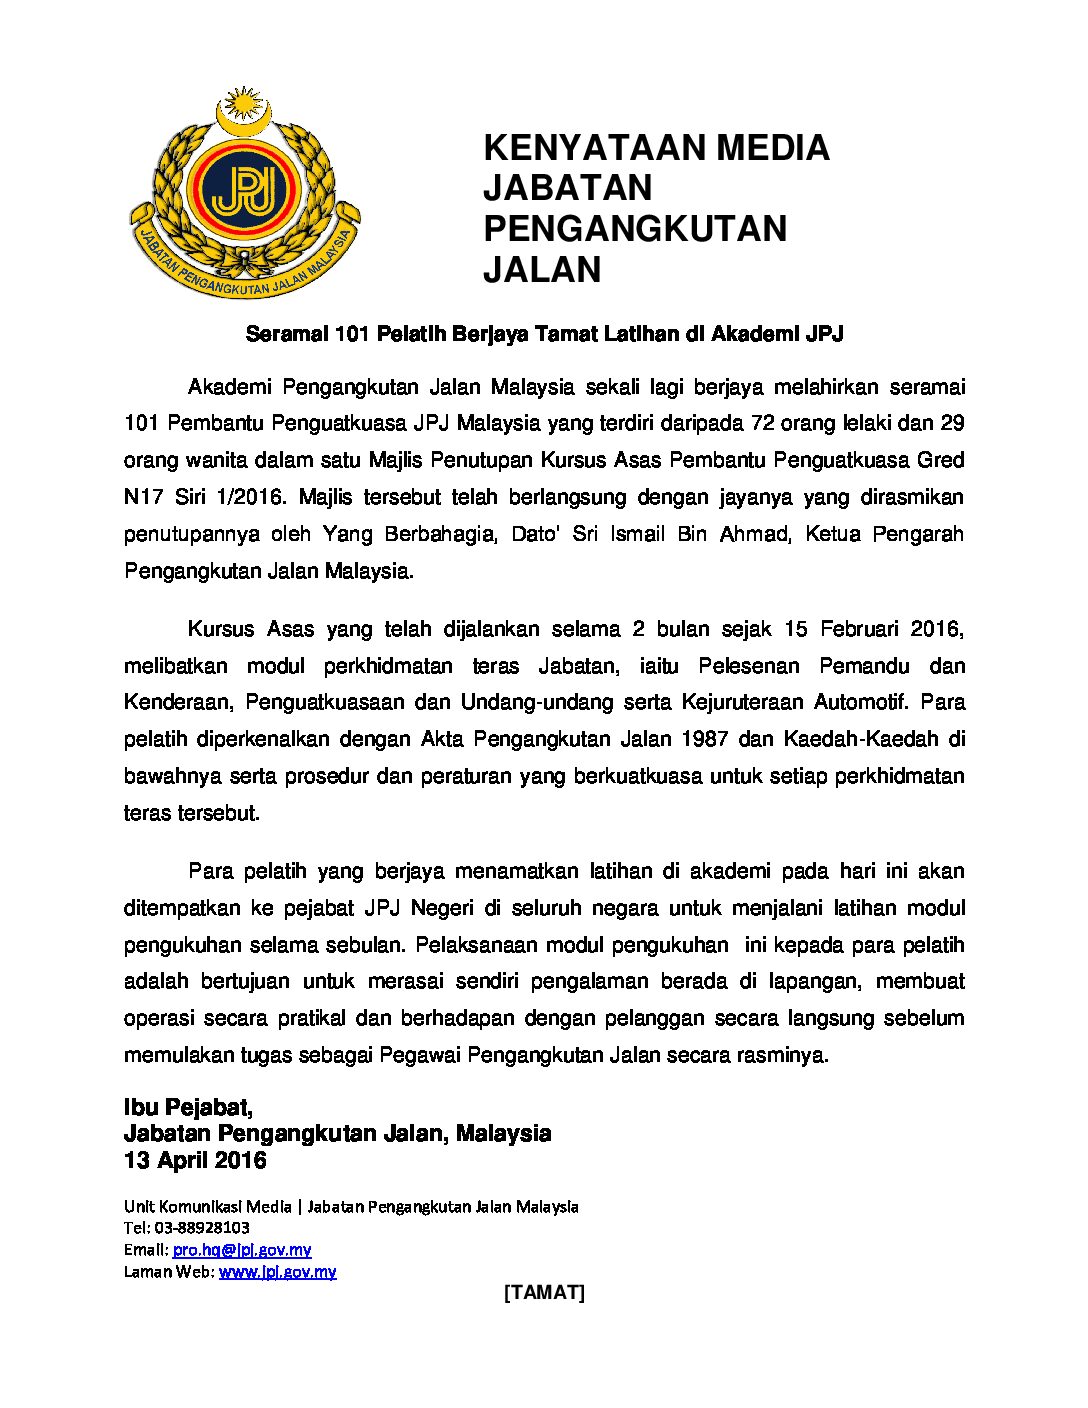 JPJ
JABATAN PENGANGKUTAN JALAN MALAYSIA
KENYATAAN MEDIA
JABATAN
PENGANGKUTAN
JALAN
Seramai 101 Pelatih Berjaya Tamat Latihan di Akademi JPJ
Akademi Pengangkutan Jalan Malaysia sekali lagi berjaya melahirkan seramai
101 Pembantu Penguatkuasa JPJ Malaysia yang terdiri daripada 72 orang lelaki dan 29
orang wanita dalam satu Majlis Penutupan Kursus Asas Pembantu Penguatkuasa Gred
N17 Siri 1/2016. Majlis tersebut telah berlangsung dengan jayanya yang dirasmikan
penutupannya oleh Yang Berbahagia, Dato' Sri Ismail Bin Ahmad, Ketua Pengarah
Pengangkutan Jalan Malaysia.
Kursus Asas yang telah dijalankan selama 2 bulan sejak 15 Februari 2016,
melibatkan modul perkhidmatan teras Jabatan, iaitu Pelesenan Pemandu dan
Kenderaan, Penguatkuasaan dan Undang-undang serta Kejuruteraan Automotif. Para
pelatih diperkenalkan dengan Akta Pengangkutan Jalan 1987 dan Kaedah-Kaedah di
bawahnya serta prosedur dan peraturan yang berkuatkuasa untuk setiap perkhidmatan
teras tersebut.
Para pelatih yang berjaya menamatkan latihan di akademi pada hari ini akan
ditempatkan ke pejabat JPJ Negeri di seluruh negara untuk menjalani latihan modul
pengukuhan selama sebulan. Pelaksanaan modul pengukuhan ini kepada para pelatih
adalah bertujuan untuk merasai sendiri pengalaman berada di lapangan, membuat
operasi secara pratikal dan berhadapan dengan pelanggan secara langsung sebelum
memulakan tugas sebagai Pegawai Pengangkutan Jalan secara rasminya.
Ibu Pejabat,
Jabatan Pengangkutan Jalan, Malaysia
13 April 2016
Unit Komunikasi Media | Jabatan Pengangkutan Jalan Malaysia
Tel: 03-88928103
Email: pro.hq@jpj.gov.my
Laman Web: www.jpj.gov.my
[TAMAT]